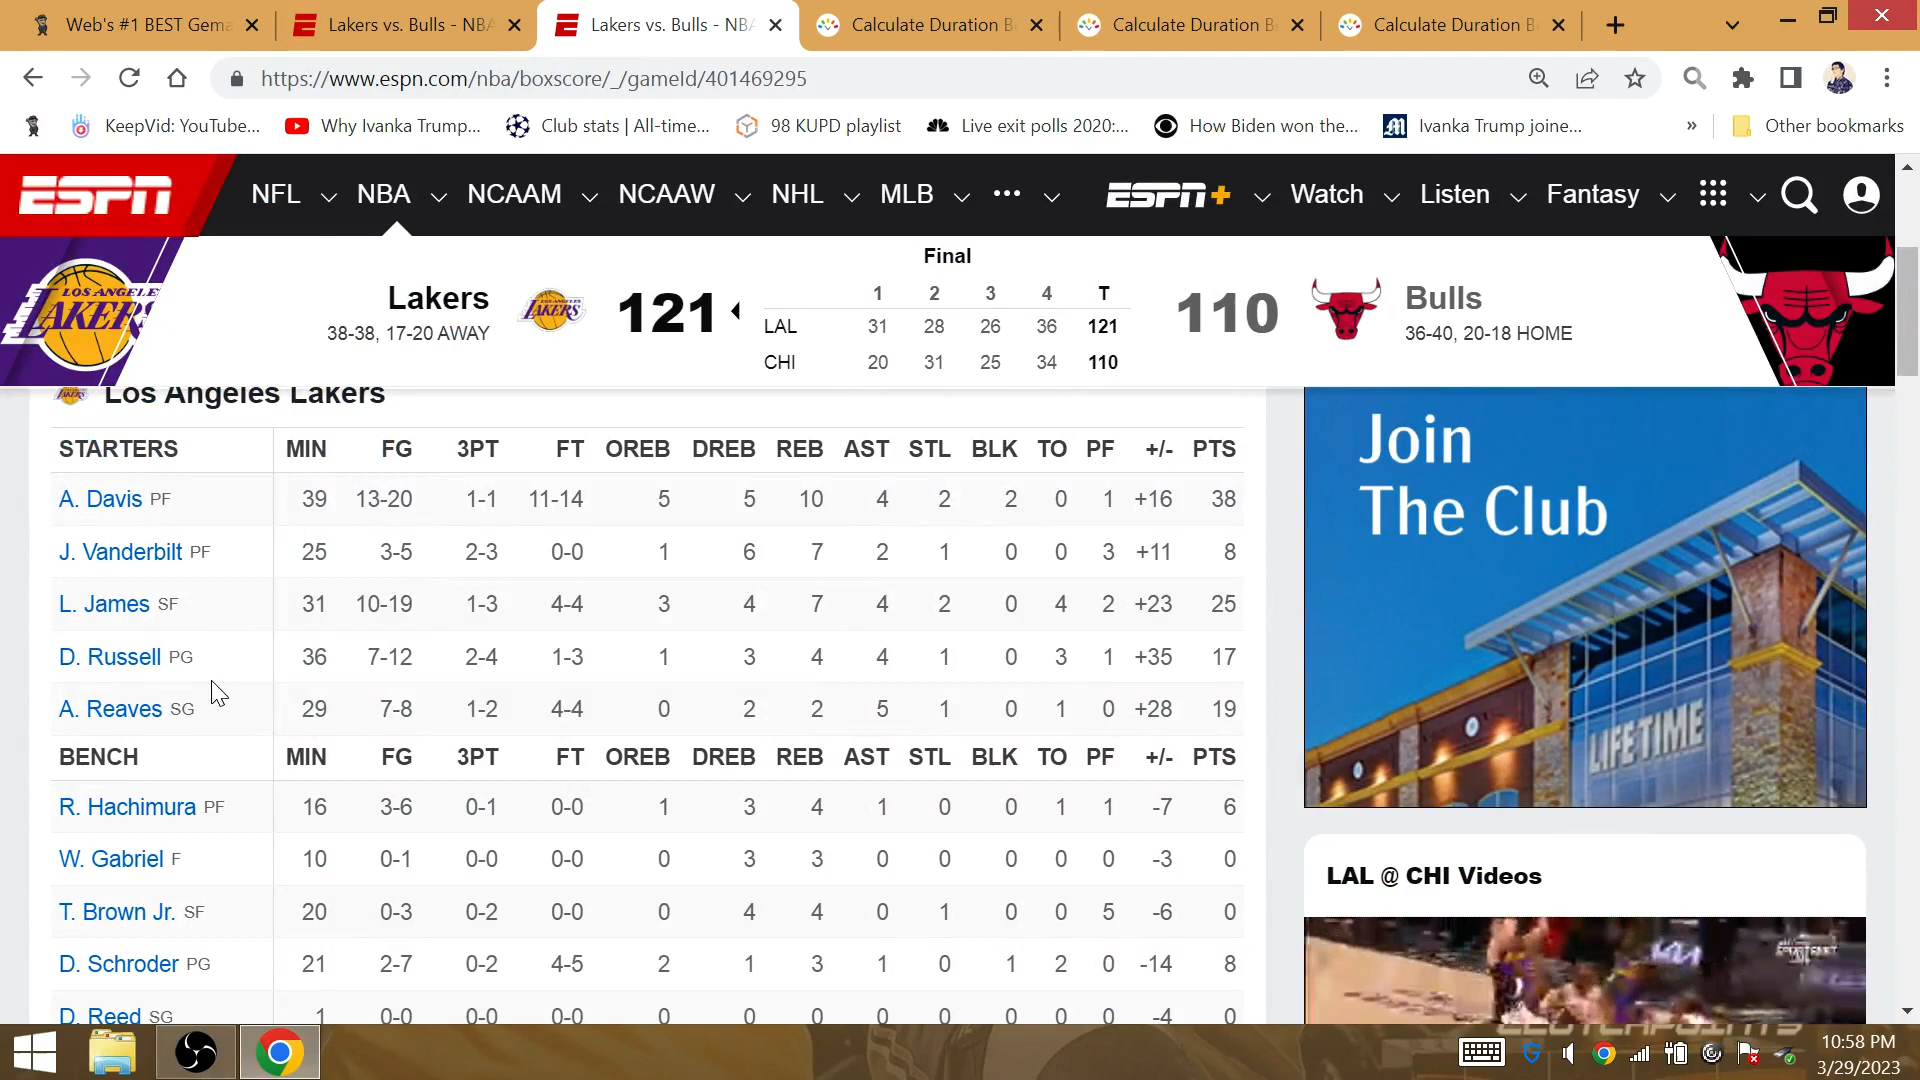 Web's #1 BEST Gema
Lakers vs. Bulls - NBA
Lakers vs. Bulls - NBA
Calculate Duration B
Calculate Duration B
Calculate Duration B
https://www.espn.com/nba/boxscore/_/gameId/401469295
KeepVid: YouTube...
Why Ivanka Trump...
Club stats | All-time...
98 KUPD playlist
Live exit polls 2020:...
How Biden won the...
Ivanka Trump joine...
»
Other bookmarks
ESPN NFL NBA NCAAM NCAAW NHL MLB ••• ESPN+ Watch Listen Fantasy
Final
LOS ANGELES LAKERS
Lakers
38-38, 17-20 AWAY
LAKERS
121
1 2 3 4 T
LAL 31 28 26 36 121
CHI 20 31 25 34 110
110
Bulls
36-40, 20-18 HOME
Los Angeles Lakers
STARTERS MIN FG 3PT FT OREB DREB REB AST STL BLK TO PF +/- PTS
A. Davis PF 39 13-20 1-1 11-14 5 5 10 4 2 2 0 1 +16 38
J. Vanderbilt PF 25 3-5 2-3 0-0 1 6 7 2 1 0 0 3 +11 8
L. James SF 31 10-19 1-3 4-4 3 4 7 4 2 0 4 2 +23 25
D. Russell PG 36 7-12 2-4 1-3 1 3 4 4 1 0 3 1 +35 17
A. Reaves SG 29 7-8 1-2 4-4 0 2 2 5 1 0 1 0 +28 19
BENCH MIN FG 3PT FT OREB DREB REB AST STL BLK TO PF +/- PTS
R. Hachimura PF 16 3-6 0-1 0-0 1 3 4 1 0 0 1 1 -7 6
W. Gabriel F 10 0-1 0-0 0-0 0 3 3 0 0 0 0 0 -3 0
T. Brown Jr. SF 20 0-3 0-2 0-0 0 4 4 0 1 0 0 5 -6 0
D. Schroder PG 21 2-7 0-2 4-5 2 1 3 1 0 1 2 0 -14 8
D. Reed SG 1 0-0 0-0 0-0 0 0 0 0 0 0 0 0 -4 0
Join
The Club
LIFE TIME
LAL @ CHI Videos
CLUTCHPOINTS
10:58 PM
3/29/2023